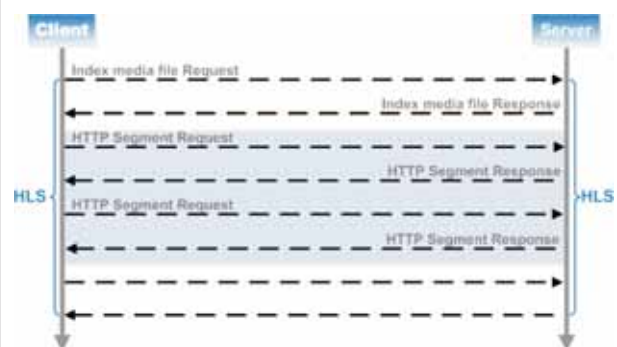 Client Server
Index media file Request
Index media file Response
HTTP Segment Request
HTTP Segment Response
HLS HLS
HTTP Segment Request
HTTP Segment Response